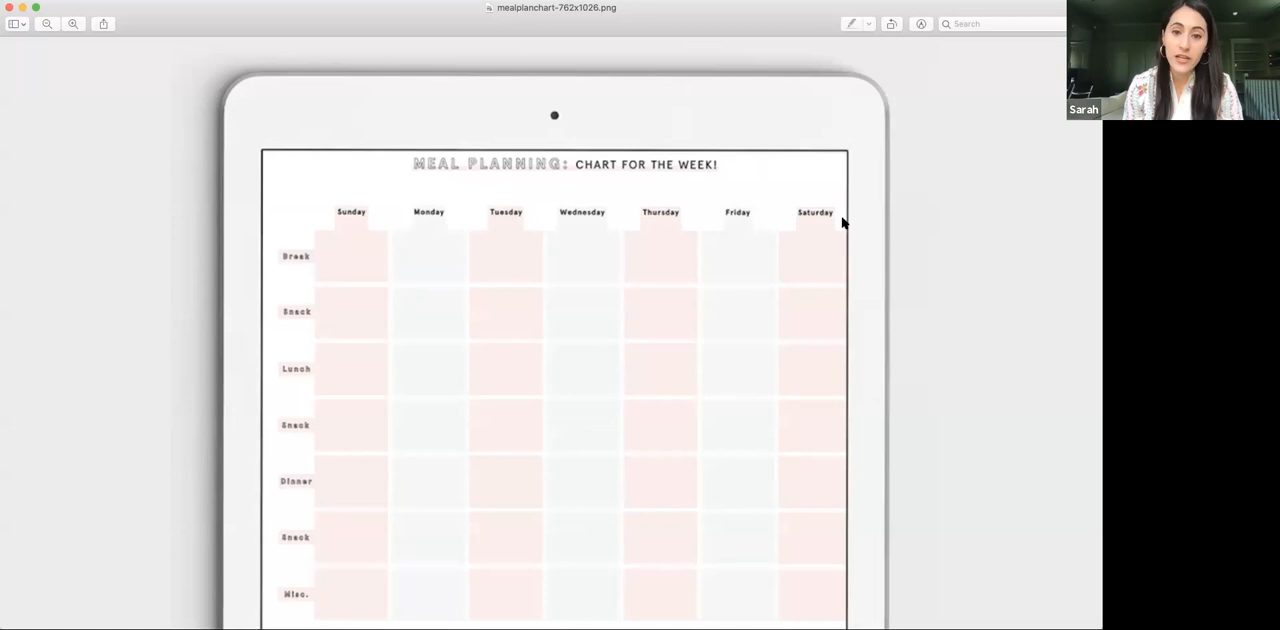 mealplanchart-762x1026.png
Search
Sarah
MEAL PLANNING: CHART FOR THE WEEK!
Sunday Monday Tuesday Wednesday Thursday Friday Saturday
Break
Snack
Lunch
Snack
Dinner
Snack
Misc.